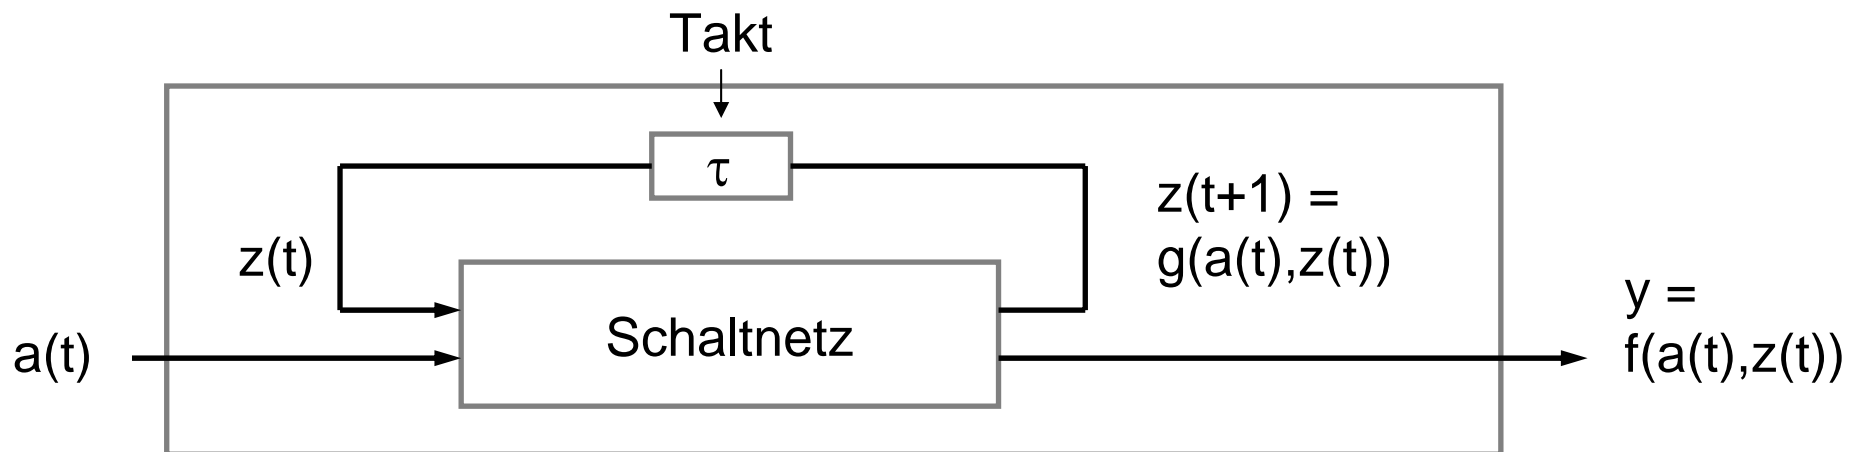 Takt
τ
z(t+1) =
g(a(t),z(t))
z(t)
y =
f(a(t),z(t))
Schaltnetz
a(t)